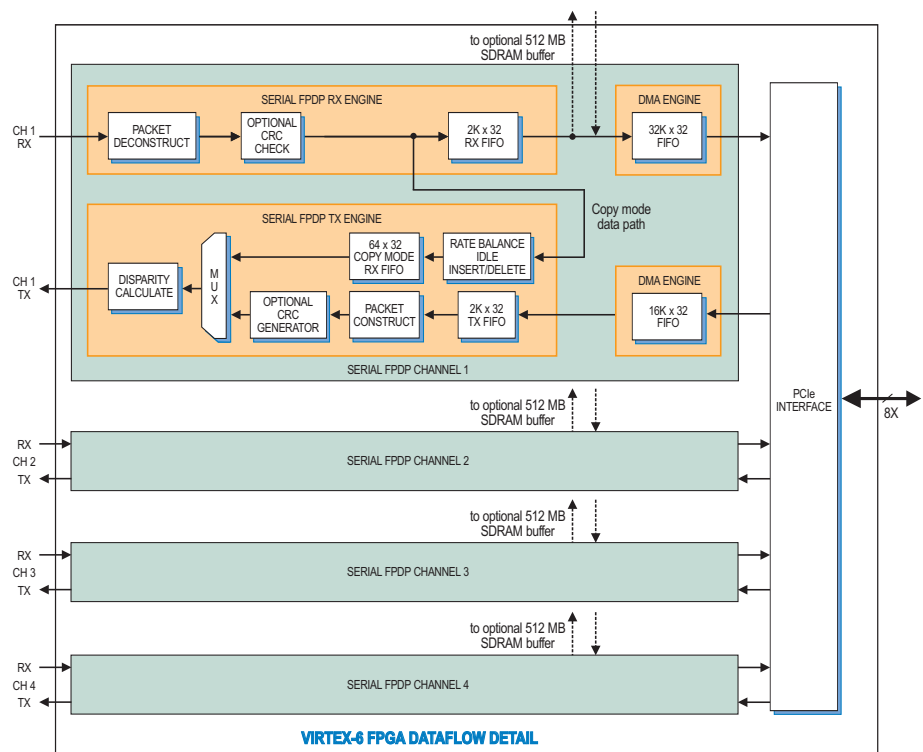 to optional 512 MB
SDRAM buffer
SERIAL FPDP RX ENGINE
DMA ENGINE
CH 1
RX
PACKET
DECONSTRUCT
OPTIONAL
CRC
CHECK
2K x 32
RX FIFO
32K x 32
FIFO
Copy mode
data path
SERIAL FPDP TX ENGINE
64 x 32
COPY MODE
RX FIFO
RATE BALANCE
IDLE
INSERT/DELETE
CH 1
TX
DISPARITY
CALCULATE
M
U
X
OPTIONAL
CRC
GENERATOR
PACKET
CONSTRUCT
2K x 32
TX FIFO
DMA ENGINE
16K x 32
FIFO
SERIAL FPDP CHANNEL 1
PCIe
INTERFACE
8X
to optional 512 MB
SDRAM buffer
RX
CH 2
TX
SERIAL FPDP CHANNEL 2
to optional 512 MB
SDRAM buffer
RX
CH 3
TX
SERIAL FPDP CHANNEL 3
to optional 512 MB
SDRAM buffer
RX
CH 4
TX
SERIAL FPDP CHANNEL 4
VIRTEX-6 FPGA DATAFLOW DETAIL